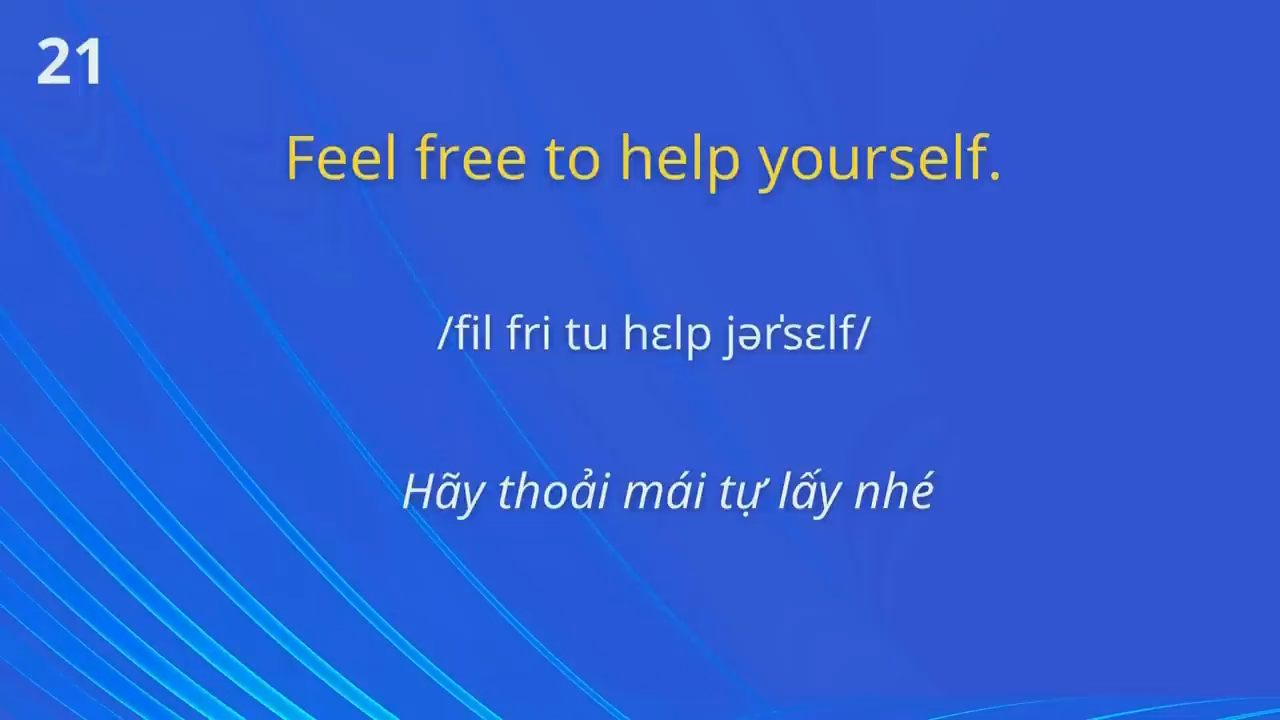 21
Feel free to help yourself.
/fil fri tu hɛlp jərˈsɛlf/
Hãy thoải mái tự lấy nhé